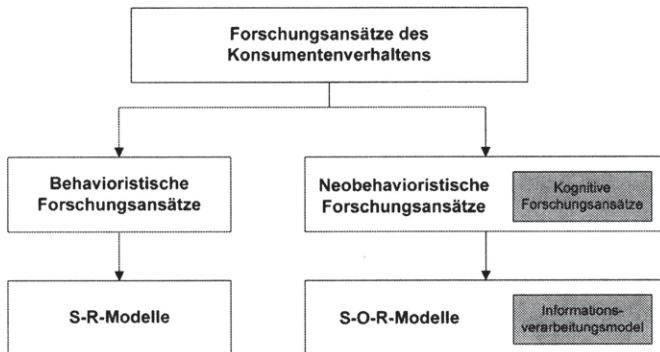 Forschungsansätze des
Konsumentenverhaltens
Behavioristische
Forschungsansätze
Neobehavioristische
Forschungsansätze
Kognitive
Forschungsansätze
S-R-Modelle
S-O-R-Modelle
Informations-
verarbeitungsmodel